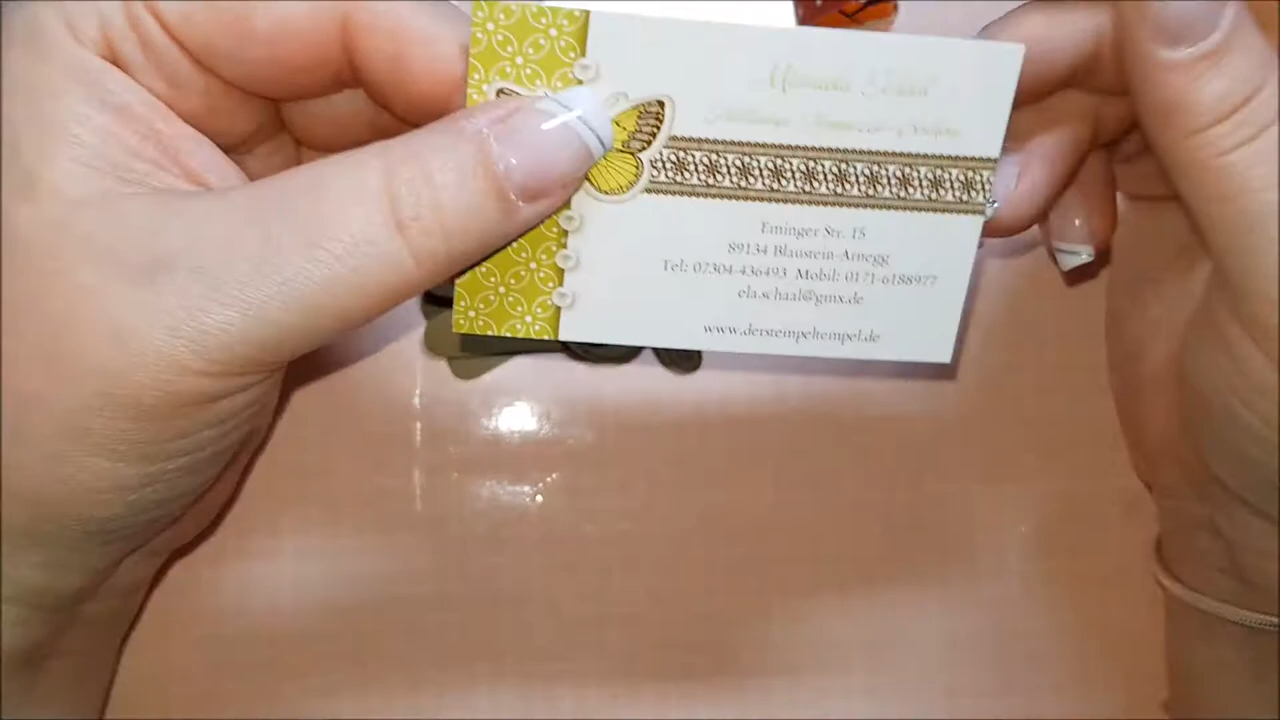 Eminger Str. 15
89134 Blaustein-Arnegg
Tel: 07304-436493 Mobil: 0171-6188977
ela.schaal@gmx.de
www.dersteinpeltempel.de